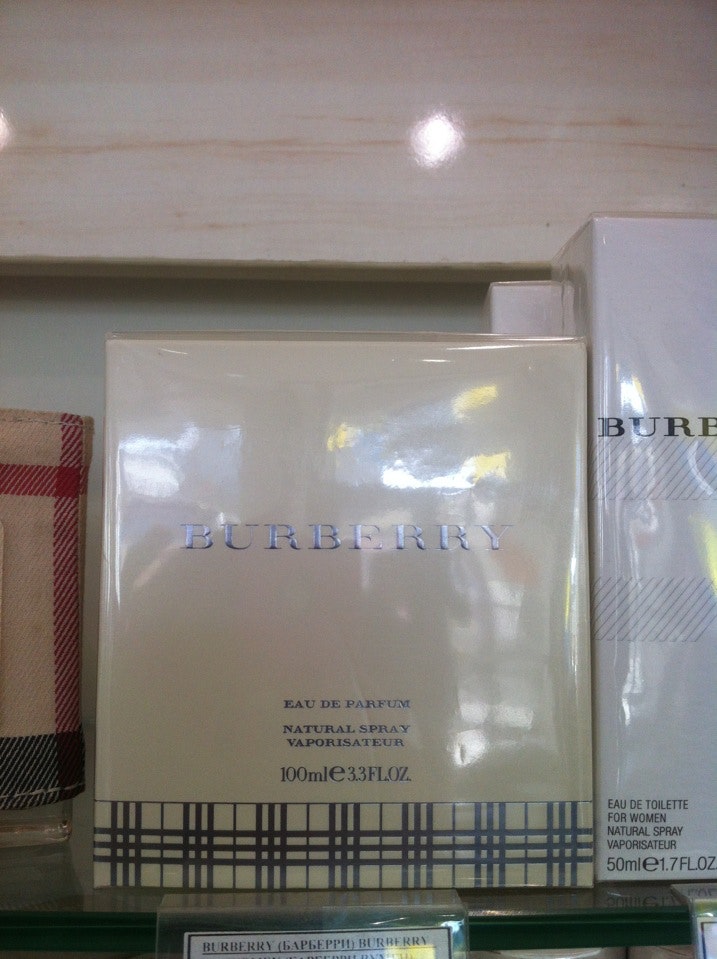 BURBERRY
EAU DE PARFUM
NATURAL SPRAY
VAPORISATEUR
100ml e 3.3FL.OZ.
BURB
EAU DE TOILETTE
FOR WOMEN
NATURAL SPRAY
VAPORISATEUR
50ml e 1.7FL.OZ.
BURBERRY (БАРБЕРРИ) BURBERRY